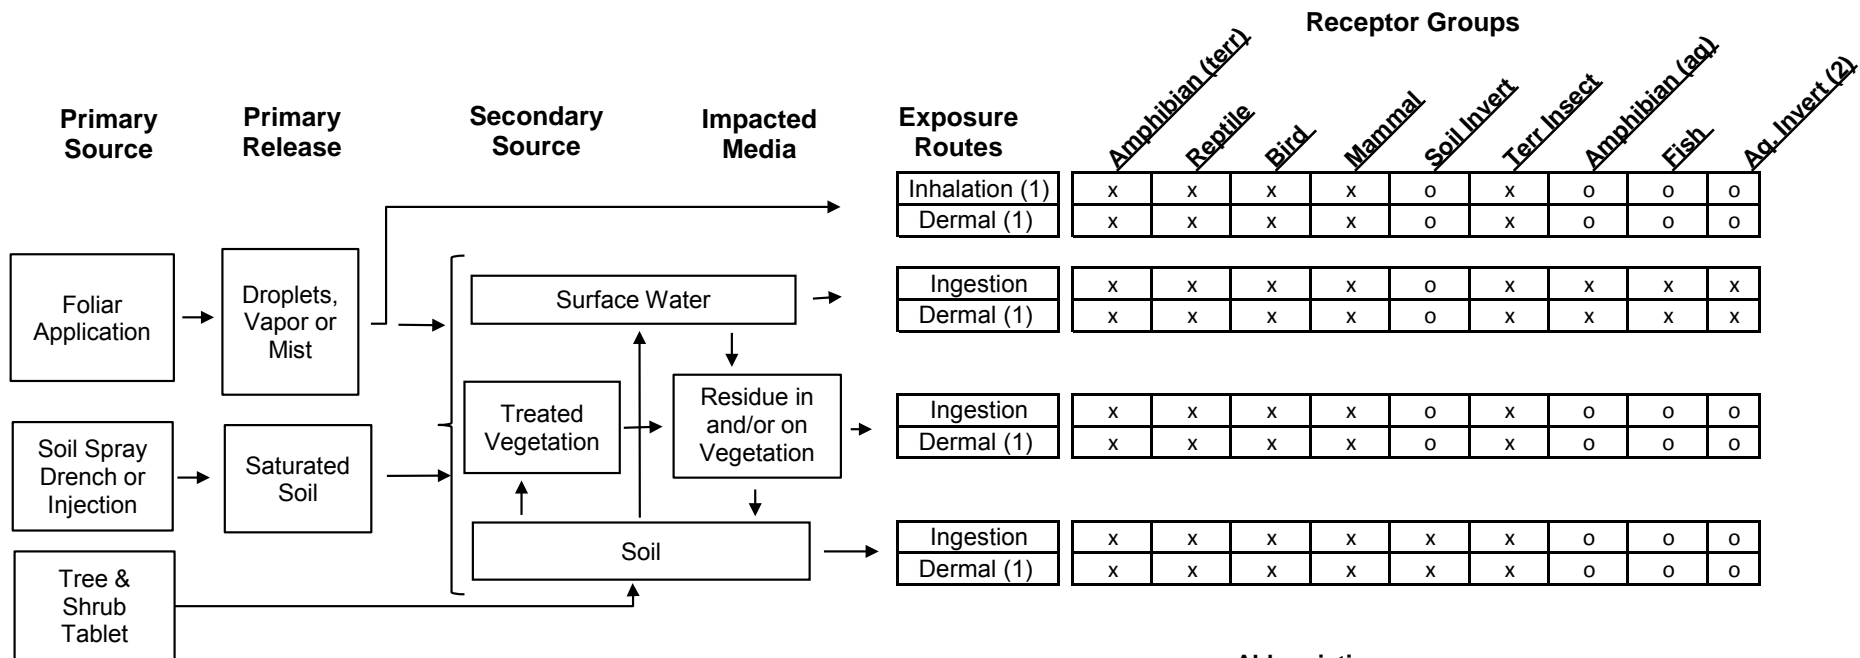 Receptor Groups
Primary Source
Primary Release
Secondary Source
Impacted Media
Exposure Routes
Amphibian (terr)
Reptile
Bird
Mammal
Soil Invert
Terr Insect
Amphibian (aq)
Fish
Aq. Invert (2)
Inhalation (1) x x x x o x o o o
Dermal (1) x x x x o x o o o
Foliar
Application
Droplets,
Vapor or
Mist
Surface Water
Ingestion x x x x o x x x x
Dermal (1) x x x x o x x x x
Soil Spray
Drench or
Injection
Saturated
Soil
Treated
Vegetation
Residue in
and/or on
Vegetation
Ingestion x x x x o x o o o
Dermal (1) x x x x o x o o o
Tree &
Shrub
Tablet
Soil
Ingestion x x x x x x o o o
Dermal (1) x x x x x x o o o